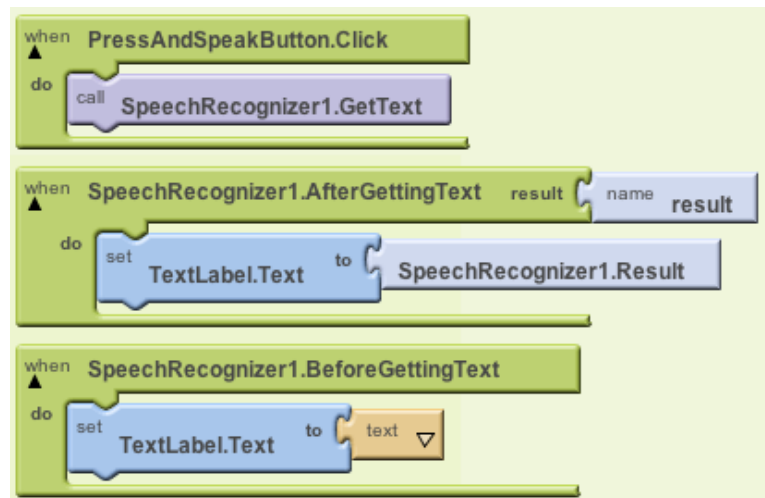 when PressAndSpeakButton.Click
do call SpeechRecognizer1.GetText
when SpeechRecognizer1.AfterGettingText result name result
do set TextLabel.Text to SpeechRecognizer1.Result
when SpeechRecognizer1.BeforeGettingText
do set TextLabel.Text to text